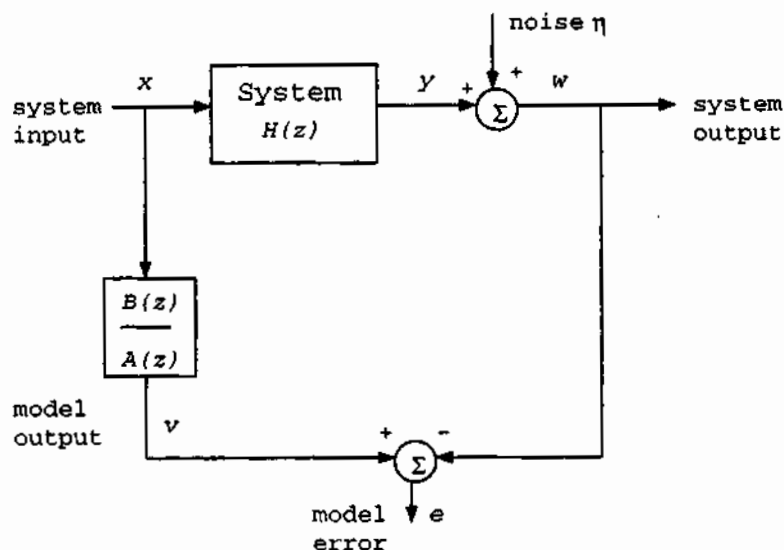 noise η
x
System
H(z)
y
+
+
w
Σ
system
input
system
output
B(z)
A(z)
model
output
v
+
-
Σ
model
error
e